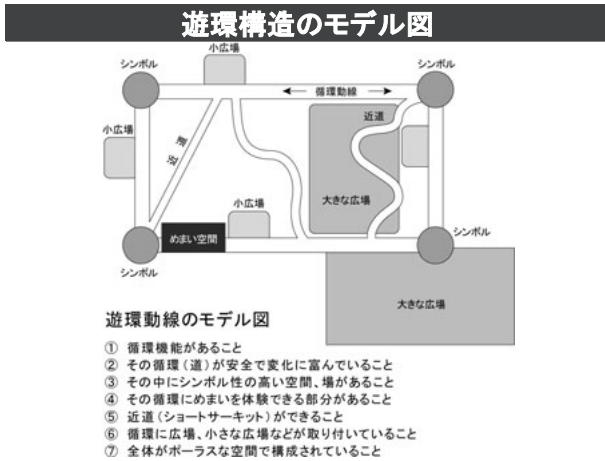 遊環構造のモデル図
小広場
シンボル
シンボル
循環動線
近道
小広場
近道
小広場
大きな広場
めまい空間
シンボル
シンボル
大きな広場
遊環動線のモデル図
① 循環機能があること
② その循環(道)が安全で変化に富んでいること
③ その中にシンボル性の高い空間、場があること
④ その循環にめまいを体験できる部分があること
⑤ 近道(ショートサーキット)ができること
⑥ 循環に広場、小さな広場などが取り付いていること
⑦ 全体がポーラスな空間で構成されていること